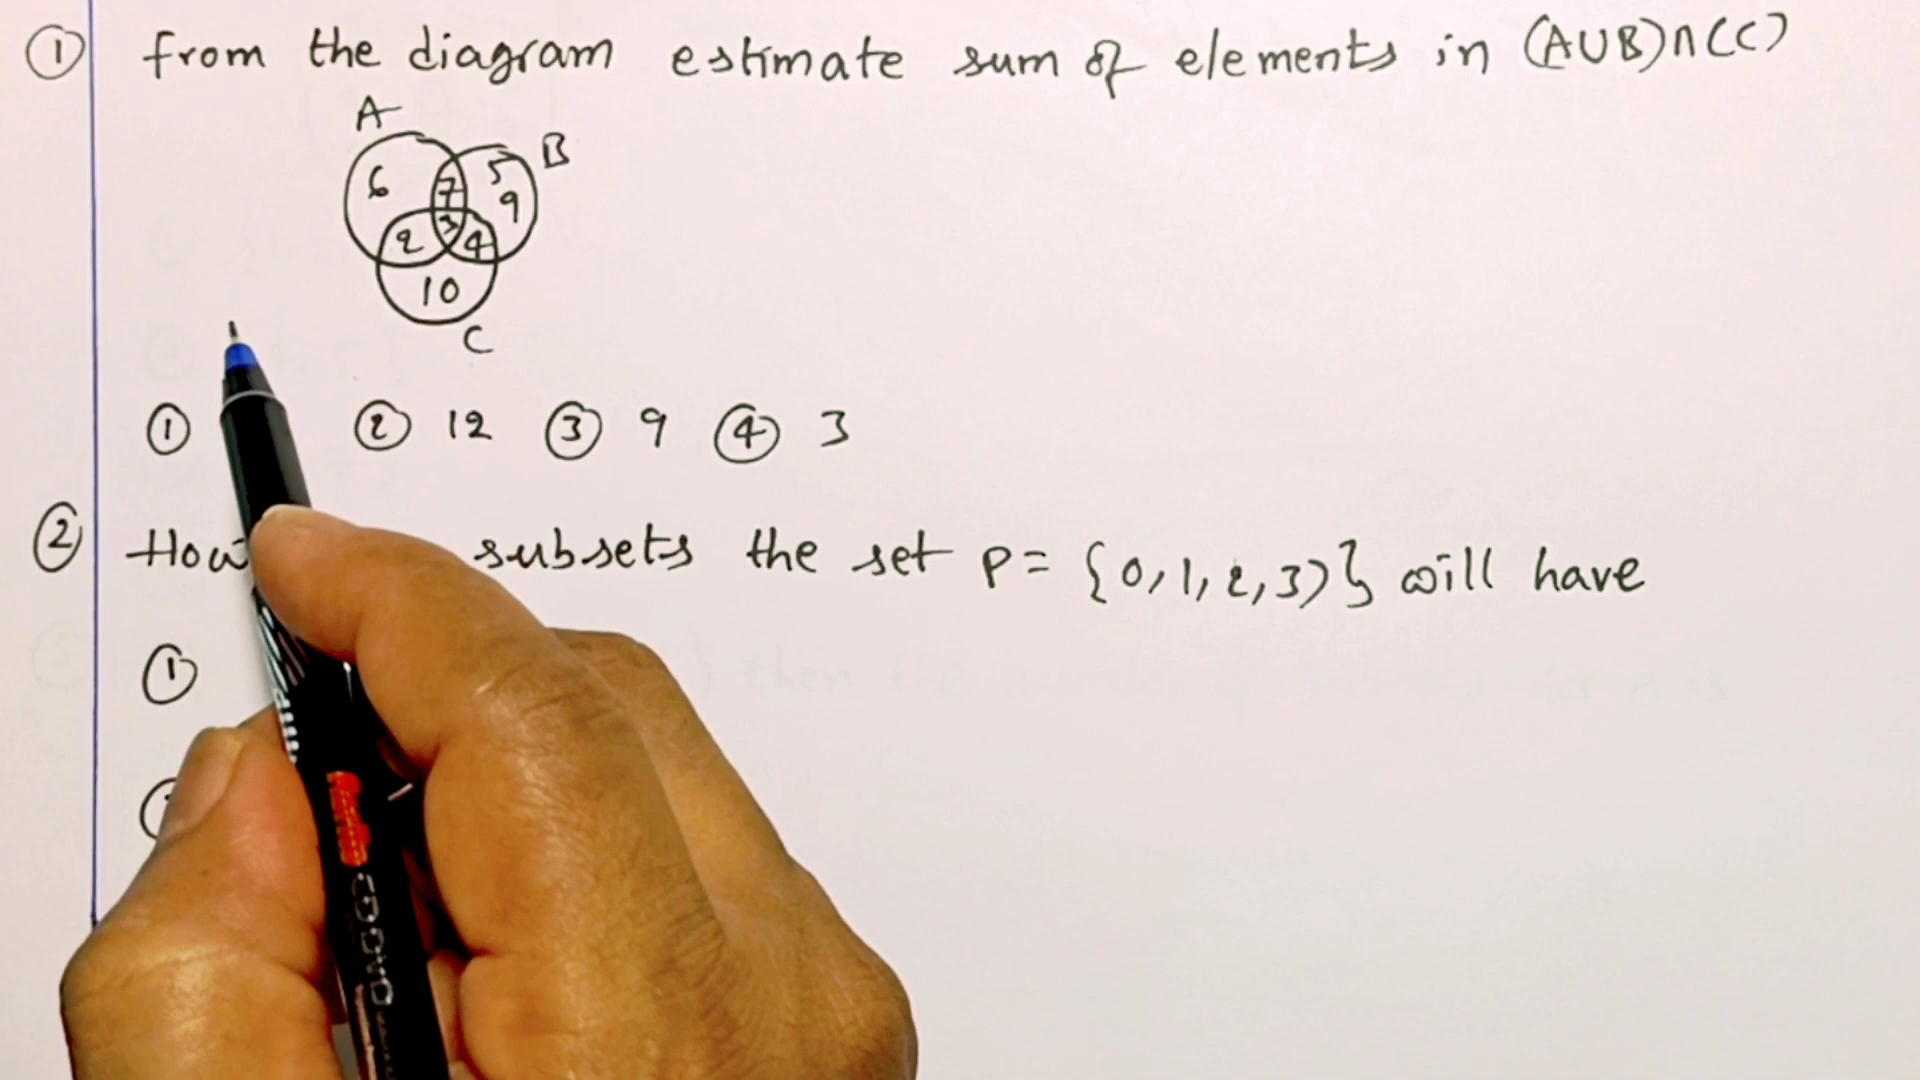 ① from the diagram estimate sum of elements in (AUB)∩(C)
A
B
6 7 5
9
2 3 4
10
C
① ② 12 ③ 9 ④ 3
② How subsets the set P= {0,1,2,3)} will have
①